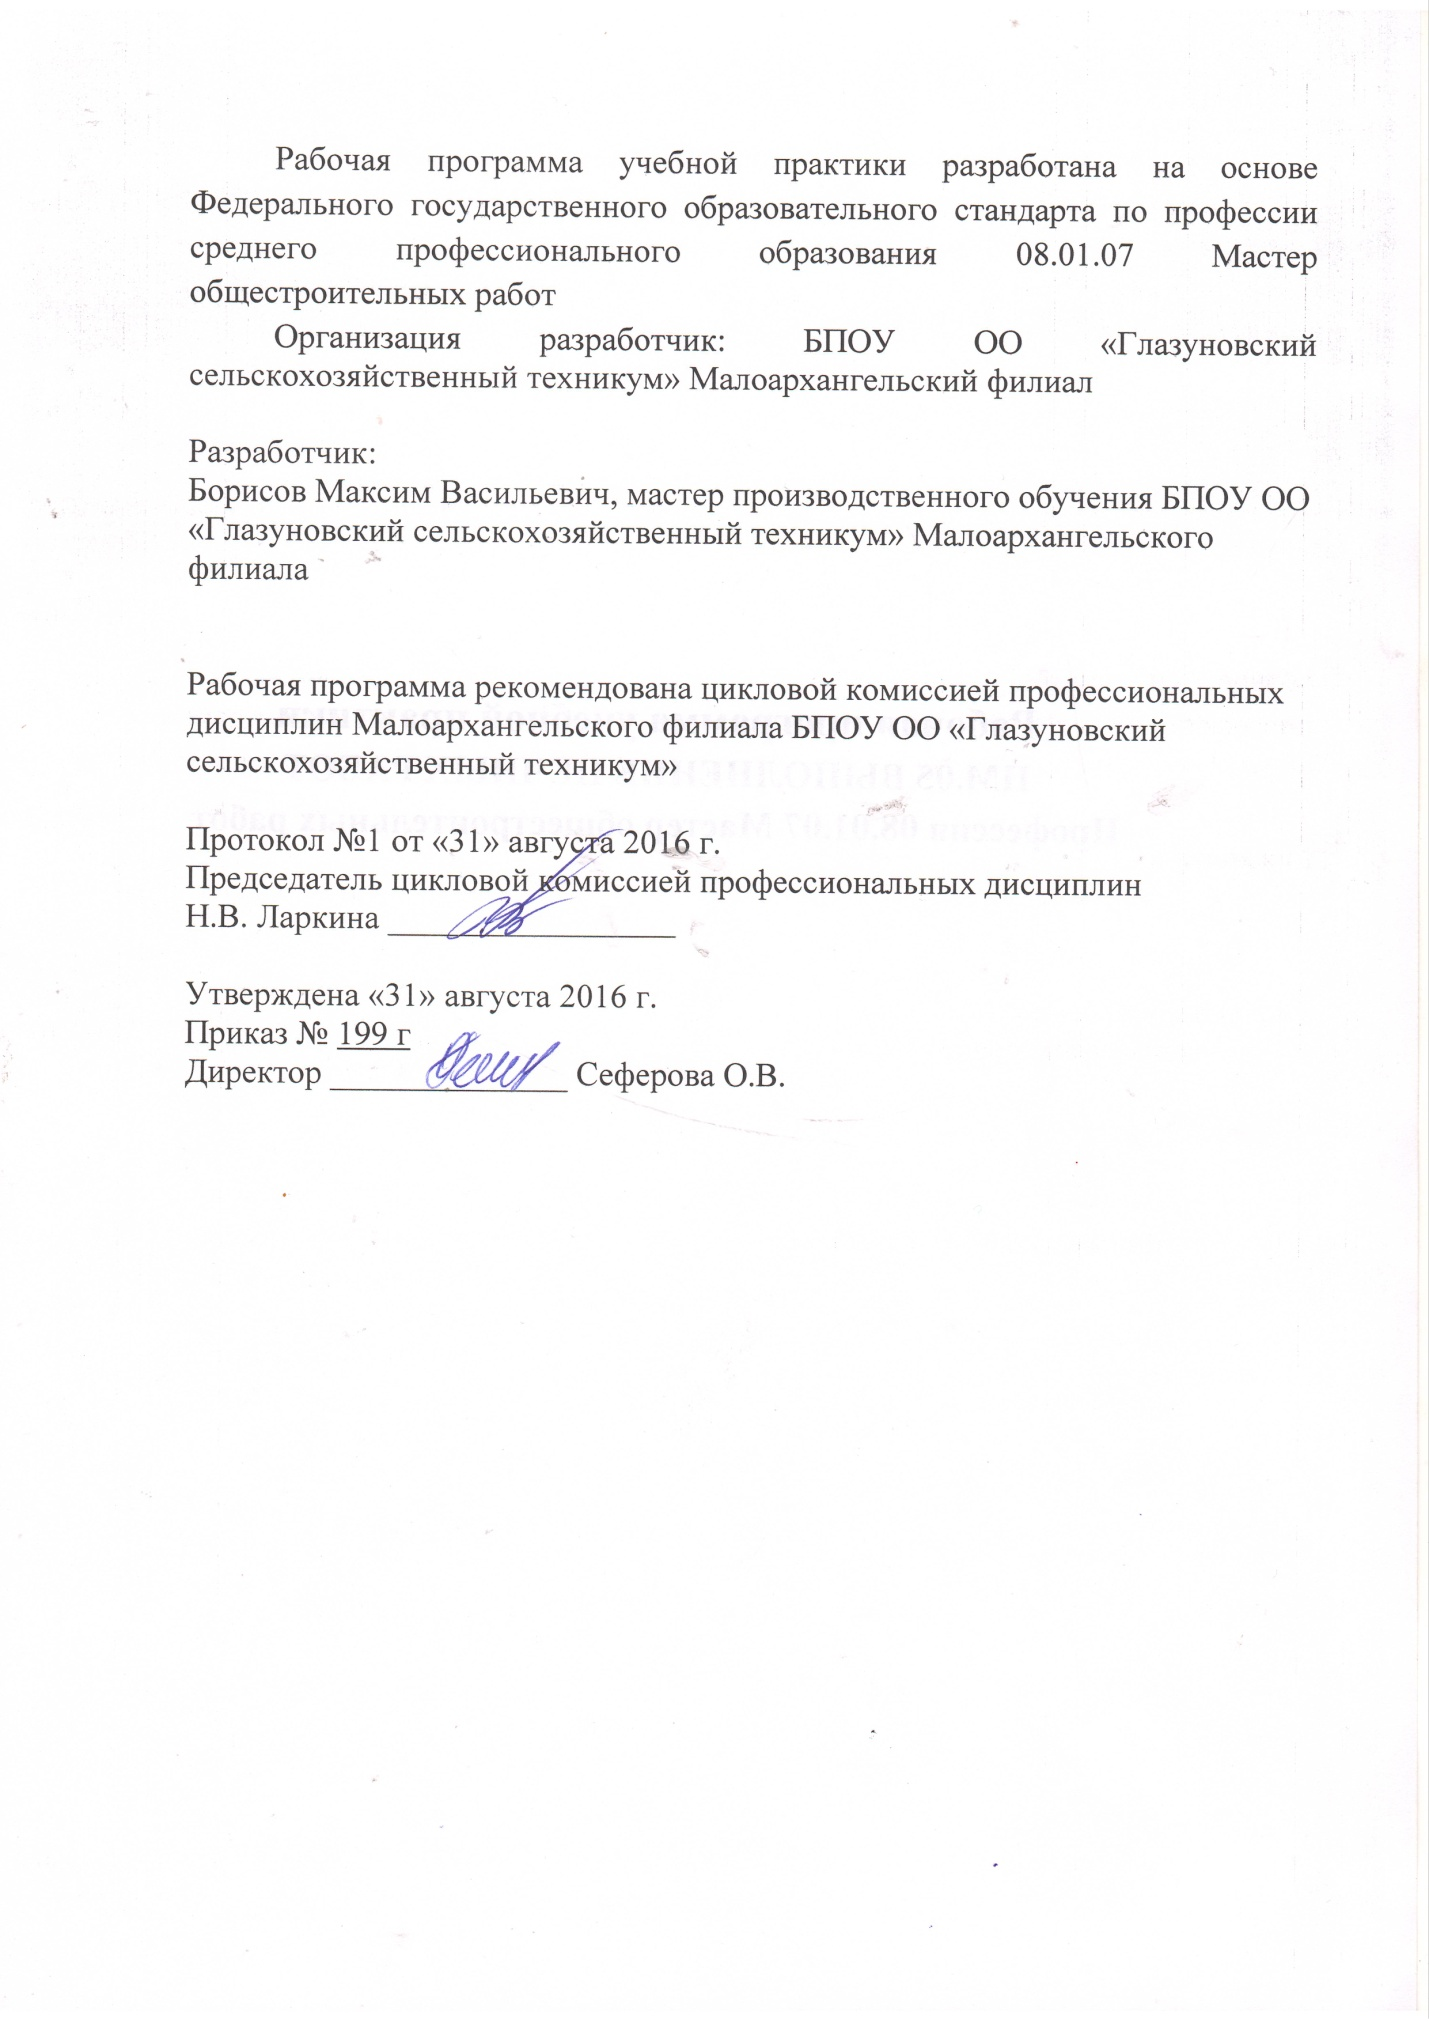 Рабочая программа учебной практики разработана на основе
Федерального государственного образовательного стандарта по профессии
среднего профессионального образования 08.01.07 Мастер
общестроительных работ
Организация разработчик: БПОУ ОО «Глазуновский
сельскохозяйственный техникум» Малоархангельский филиал
Разработчик:
Борисов Максим Васильевич, мастер производственного обучения БПОУ ОО
«Глазуновский сельскохозяйственный техникум» Малоархангельского
филиала
Рабочая программа рекомендована цикловой комиссией профессиональных
дисциплин Малоархангельского филиала БПОУ ОО «Глазуновский
сельскохозяйственный техникум»
Протокол №1 от «31» августа 2016 г.
Председатель цикловой комиссией профессиональных дисциплин
Н.В. Ларкина
Утверждена «31» августа 2016 г.
Приказ № 199 г
Директор Сеферова О.В.